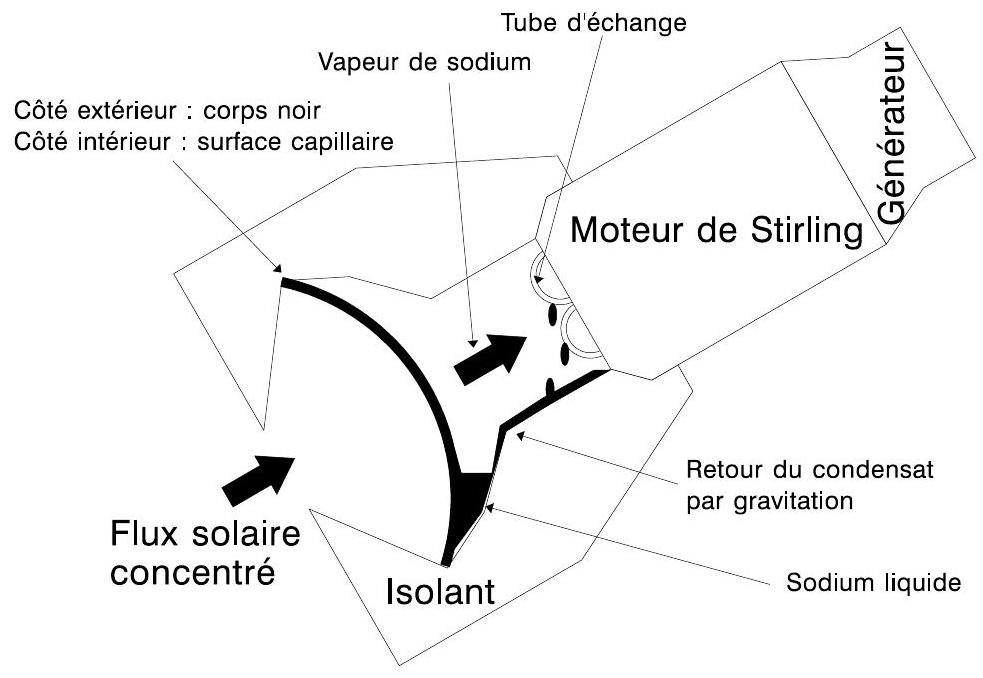 Tube d'échange
Vapeur de sodium
Côté extérieur : corps noir
Côté intérieur : surface capillaire
Générateur
Moteur de Stirling
Retour du condensat
par gravitation
Flux solaire
concentré
Isolant
Sodium liquide